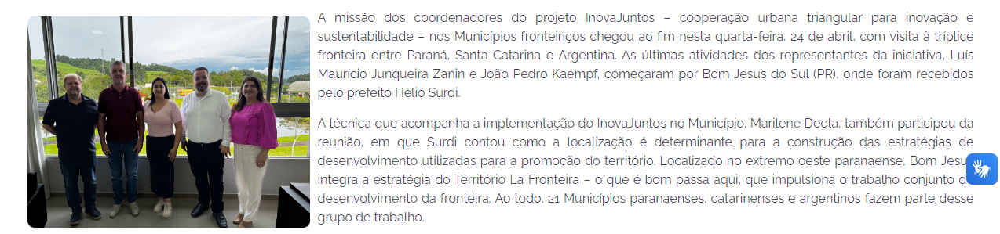 A missão dos coordenadores do projeto InovaJuntos – cooperação urbana triangular para inovação e
sustentabilidade – nos Municípios fronteiriços chegou ao fim nesta quarta-feira, 24 de abril, com visita à tríplice
fronteira entre Paraná, Santa Catarina e Argentina. As últimas atividades dos representantes da iniciativa, Luís
Maurício Junqueira Zanin e João Pedro Kaempf, começaram por Bom Jesus do Sul (PR), onde foram recebidos
pelo prefeito Hélio Surdi.
A técnica que acompanha a implementação do InovaJuntos no Município, Marilene Deola, também participou da
reunião, em que Surdi contou como a localização é determinante para a construção das estratégias de
desenvolvimento utilizadas para a promoção do território. Localizado no extremo oeste paranaense, Bom Jesu
integra a estratégia do Território La Fronteira – o que é bom passa aqui, que impulsiona o trabalho conjunto d
desenvolvimento da fronteira. Ao todo, 21 Municípios paranaenses, catarinenses e argentinos fazem parte desse
grupo de trabalho.